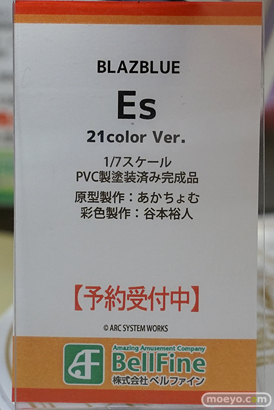 BLAZBLUE
Es
21color Ver.
1/7スケール
PVC製塗装済み完成品
原型製作：あかちょむ
彩色製作：谷本裕人
【予約受付中】
© ARC SYSTEM WORKS
Amazing Amusement Company
BellFine
株式会社 ベルファイン
moeyo.com